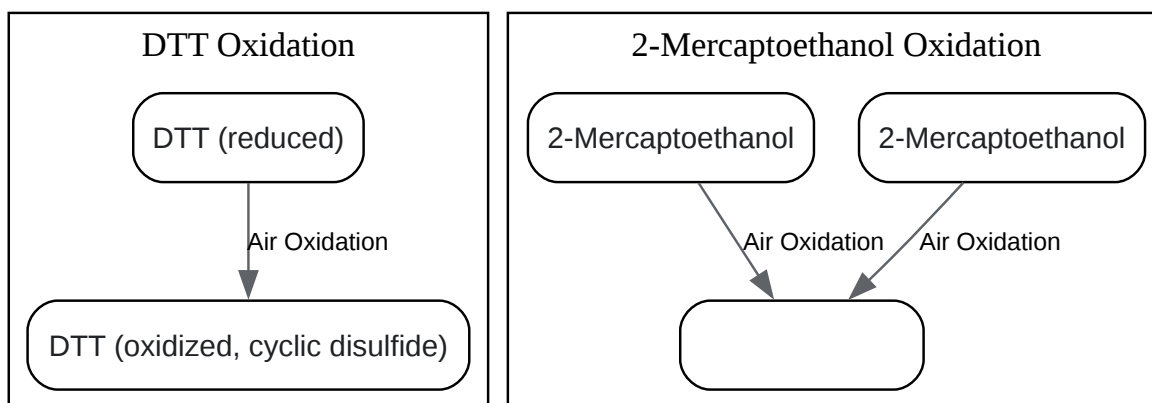 DTT Oxidation
DTT (reduced)
Air Oxidation
DTT (oxidized, cyclic disulfide)
2-Mercaptoethanol Oxidation
2-Mercaptoethanol
2-Mercaptoethanol
Air Oxidation
Air Oxidation